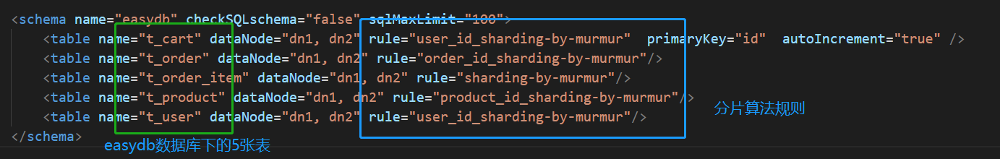 <schema name="easydb" checkSQLschema="false" sqlMaxLimit="100">
<table name="t_cart" dataNode="dn1, dn2" rule="user_id_sharding-by-murmur" primaryKey="id" autoIncrement="true" />
<table name="t_order" dataNode="dn1, dn2" rule="order_id_sharding-by-murmur"/>
<table name="t_order_item" dataNode="dn1, dn2" rule="sharding-by-murmur"/>
<table name="t_product" dataNode="dn1, dn2" rule="product_id_sharding-by-murmur"/>
<table name="t_user" dataNode="dn1, dn2" rule="user_id_sharding-by-murmur"/>
</schema>
分片算法规则
easydb数据库下的5张表